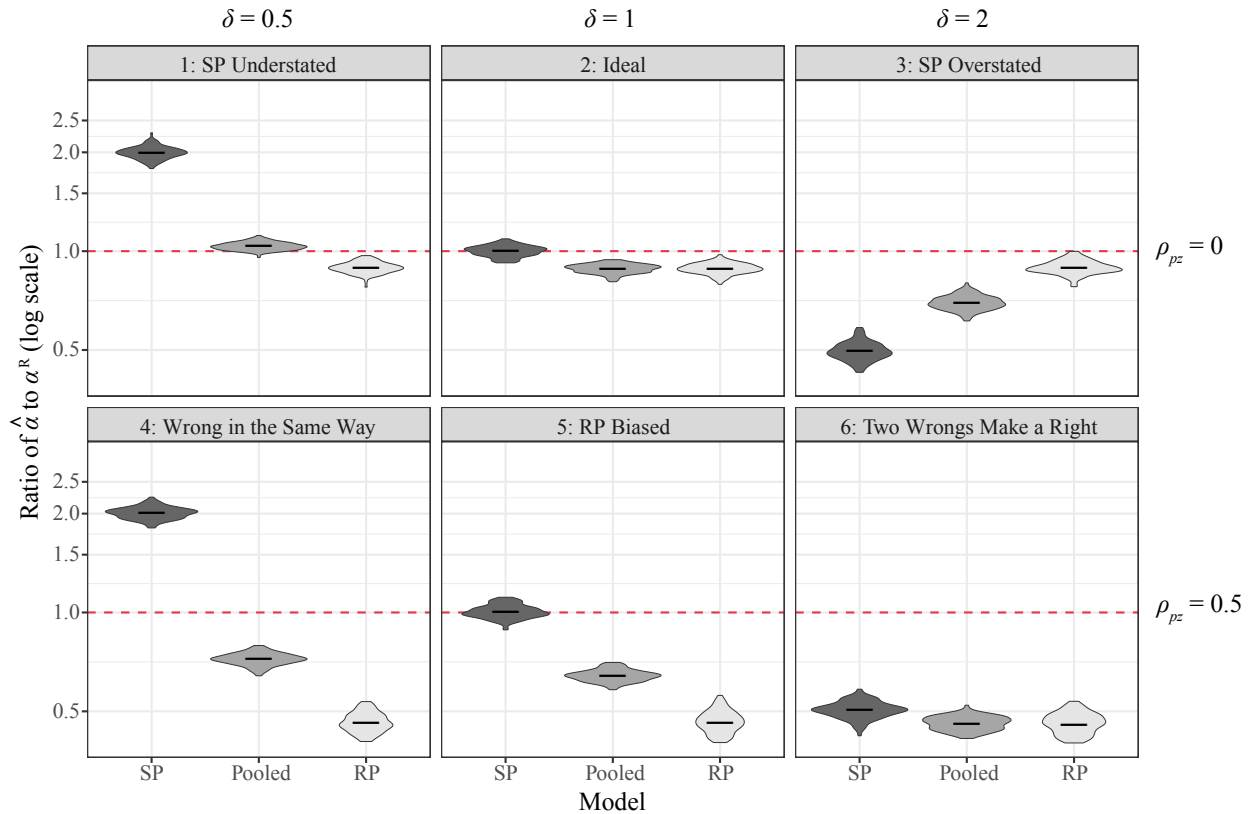 δ = 0.5
δ = 1
δ = 2
1: SP Understated
2: Ideal
3: SP Overstated
2.5
2.0
1.5
1.0
0.5
ρpz = 0
4: Wrong in the Same Way
5: RP Biased
6: Two Wrongs Make a Right
2.5
2.0
1.5
1.0
0.5
ρpz = 0.5
Ratio of α̂ to α^R (log scale)
SP Pooled RP
SP Pooled RP
SP Pooled RP
Model